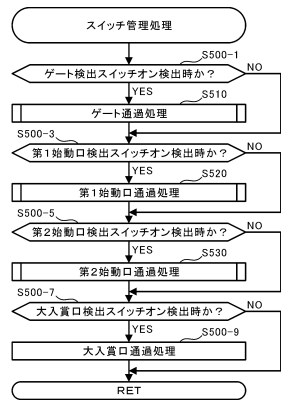 スイッチ管理処理
S500-1
ゲート検出スイッチオン検出時か？
NO
YES
S510
ゲート通過処理
S500-3
第1始動口検出スイッチオン検出時か？
NO
YES
S520
第1始動口通過処理
S500-5
第2始動口検出スイッチオン検出時か？
NO
YES
S530
第2始動口通過処理
S500-7
大入賞口検出スイッチオン検出時か？
NO
YES
S500-9
大入賞口通過処理
RET